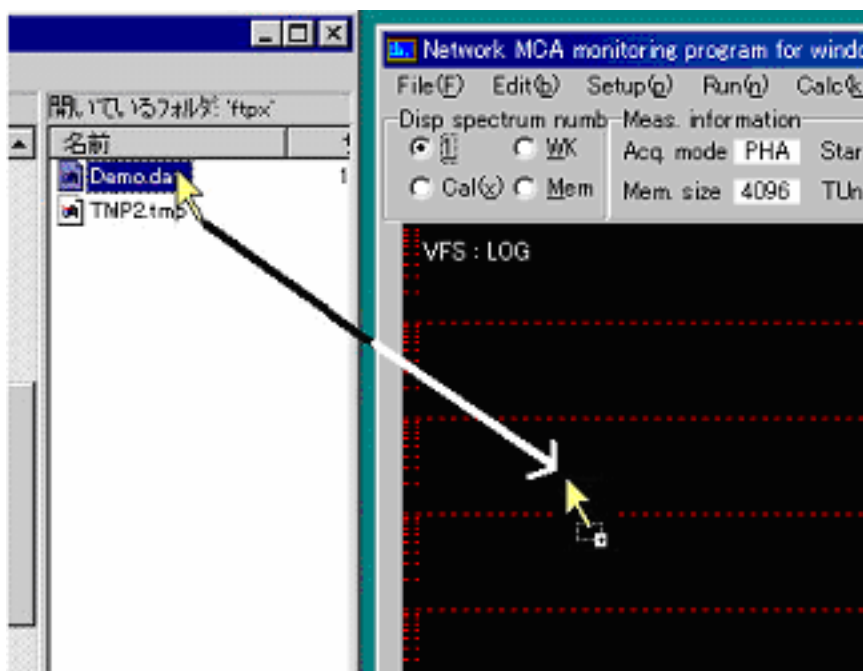 開いているフォルダ: 'ftpx'
名前
Demo.dat
TMP2.tmp
Network MCA monitoring program for windo
File(F) Edit(b) Setup(p) Run(n) Calc(k
Disp spectrum numb
1 WK
Cal(x) Mem
Meas. information
Acq. mode PHA Star
Mem. size 4096 TUn
VFS : LOG